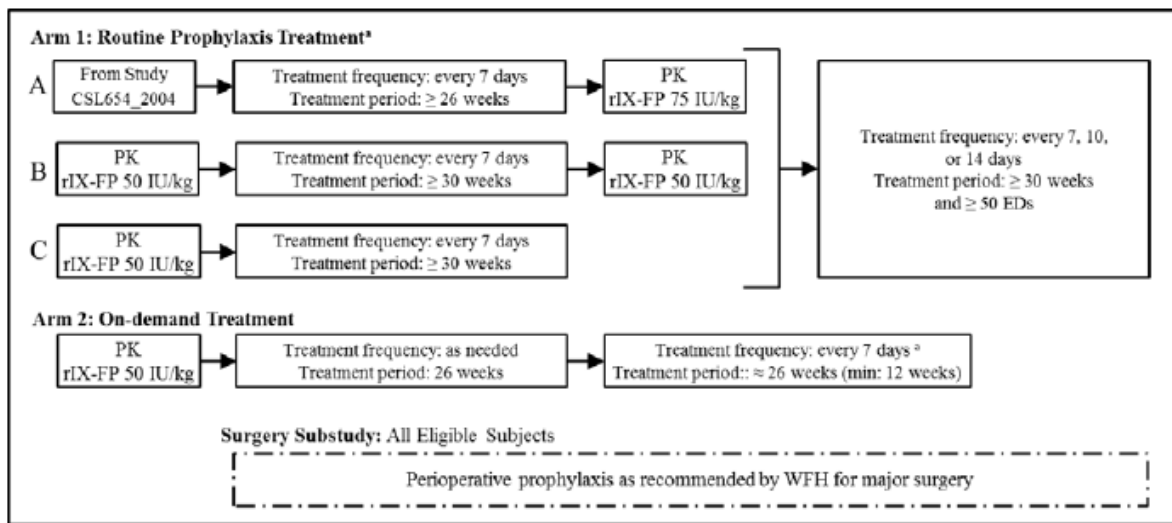 Arm 1: Routine Prophylaxis Treatmentᵃ
A
From Study
CSL654_2004
Treatment frequency: every 7 days
Treatment period: ≥ 26 weeks
PK
rIX-FP 75 IU/kg
B
PK
rIX-FP 50 IU/kg
Treatment frequency: every 7 days
Treatment period: ≥ 30 weeks
PK
rIX-FP 50 IU/kg
C
PK
rIX-FP 50 IU/kg
Treatment frequency: every 7 days
Treatment period: ≥ 30 weeks
Treatment frequency: every 7, 10,
or 14 days
Treatment period: ≥ 30 weeks
and ≥ 50 EDs
Arm 2: On-demand Treatment
PK
rIX-FP 50 IU/kg
Treatment frequency: as needed
Treatment period: 26 weeks
Treatment frequency: every 7 days ᵃ
Treatment period:: ≈ 26 weeks (min: 12 weeks)
Surgery Substudy: All Eligible Subjects
Perioperative prophylaxis as recommended by WFH for major surgery